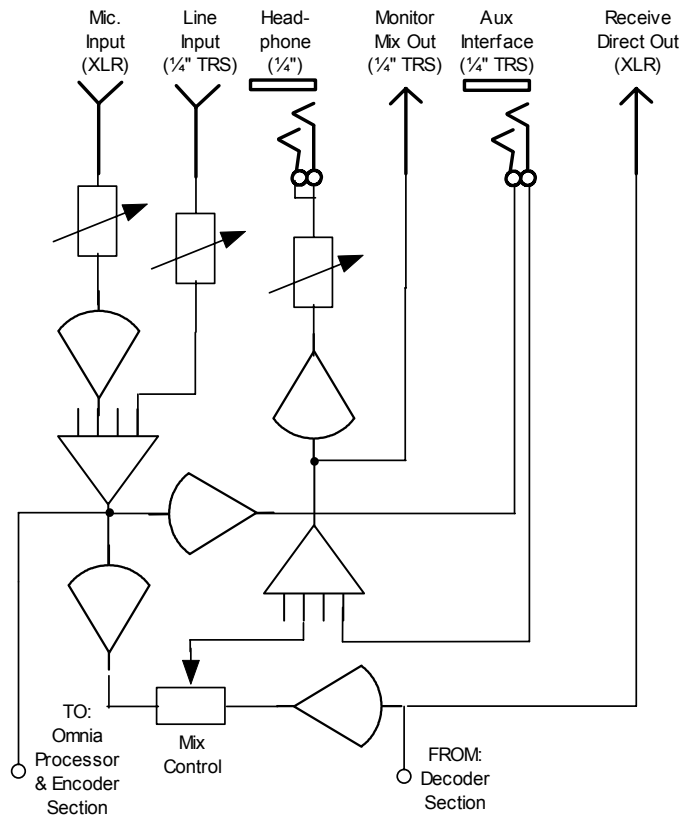 Mic.
Input
(XLR)
Line
Input
(¼" TRS)
Head-
phone
(¼")
Monitor
Mix Out
(¼" TRS)
Aux
Interface
(¼" TRS)
Receive
Direct Out
(XLR)
TO:
Omnia
Processor
& Encoder
Section
Mix
Control
FROM:
Decoder
Section